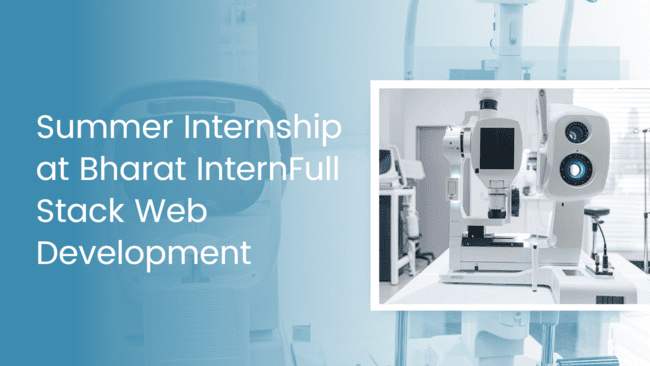 Summer Internship
at Bharat InternFull
Stack Web
Development